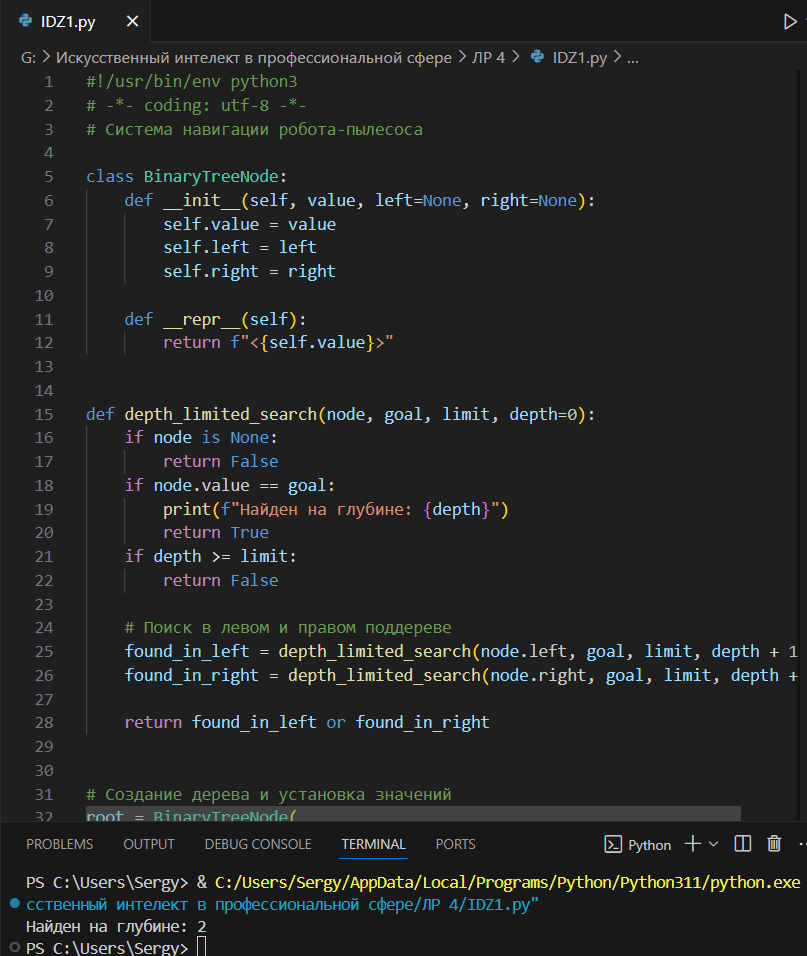 IDZ1.py
G: > Искусственный интелект в профессиональной сфере > ЛР 4 > IDZ1.py > ...
1 #!/usr/bin/env python3
2 # -*- coding: utf-8 -*-
3 # Система навигации робота-пылесоса
4
5 class BinaryTreeNode:
6     def __init__(self, value, left=None, right=None):
7         self.value = value
8         self.left = left
9         self.right = right
10
11     def __repr__(self):
12         return f"<{self.value}>"
13
14
15 def depth_limited_search(node, goal, limit, depth=0):
16     if node is None:
17         return False
18     if node.value == goal:
19         print(f"Найден на глубине: {depth}")
20         return True
21     if depth >= limit:
22         return False
23
24     # Поиск в левом и правом поддереве
25     found_in_left = depth_limited_search(node.left, goal, limit, depth + 1
26     found_in_right = depth_limited_search(node.right, goal, limit, depth +
27
28     return found_in_left or found_in_right
29
30
31 # Создание дерева и установка значений
32 root = BinaryTreeNode(
PROBLEMS OUTPUT DEBUG CONSOLE TERMINAL PORTS Python
PS C:\Users\Sergy> & C:/Users/Sergy/AppData/Local/Programs/Python/Python311/python.exe
сственный интелект в профессиональной сфере/ЛР 4/IDZ1.py"
Найден на глубине: 2
PS C:\Users\Sergy>